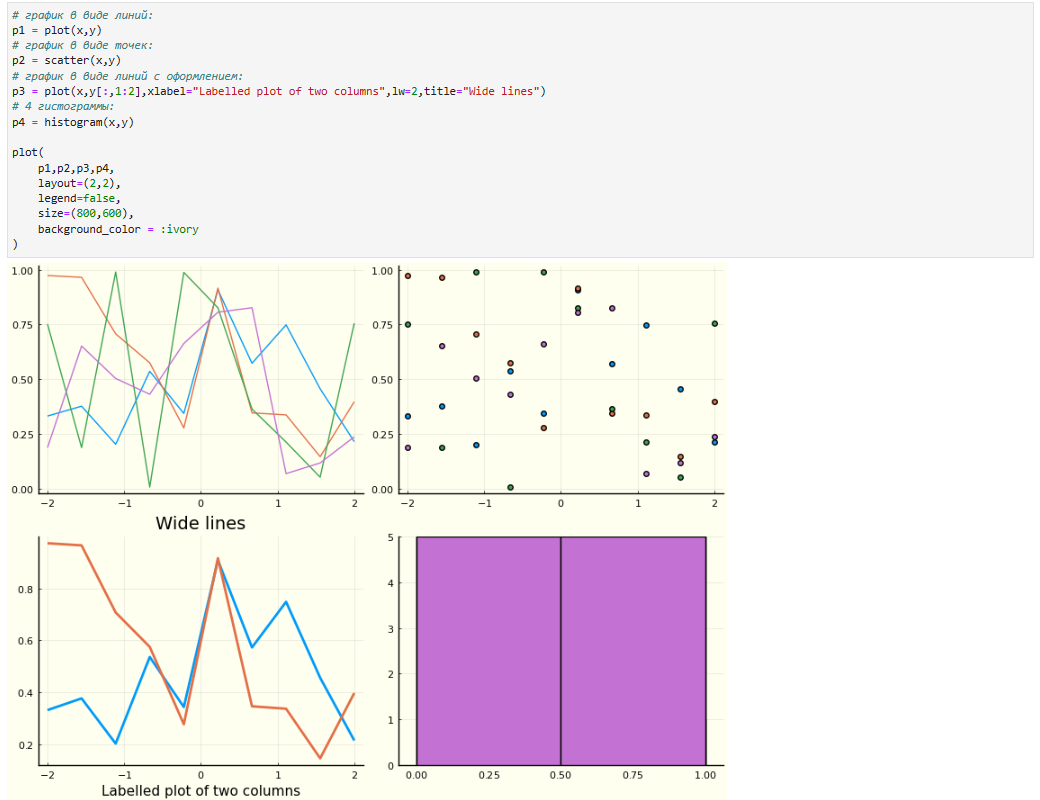 # график в виде линий:
p1 = plot(x,y)
# график в виде точек:
p2 = scatter(x,y)
# график в виде линий с оформлением:
p3 = plot(x,y[:,1:2],xlabel="Labelled plot of two columns",lw=2,title="Wide lines")
# 4 гистограммы:
p4 = histogram(x,y)
plot(
p1,p2,p3,p4,
layout=(2,2),
legend=false,
size=(800,600),
background_color = :ivory
)
1.00
0.75
0.50
0.25
0.00
−2 −1 0 1 2
1.00
0.75
0.50
0.25
0.00
−2 −1 0 1 2
Wide lines
0.8
0.6
0.4
0.2
−2 −1 0 1 2
Labelled plot of two columns
5
4
3
2
1
0
0.00 0.25 0.50 0.75 1.00